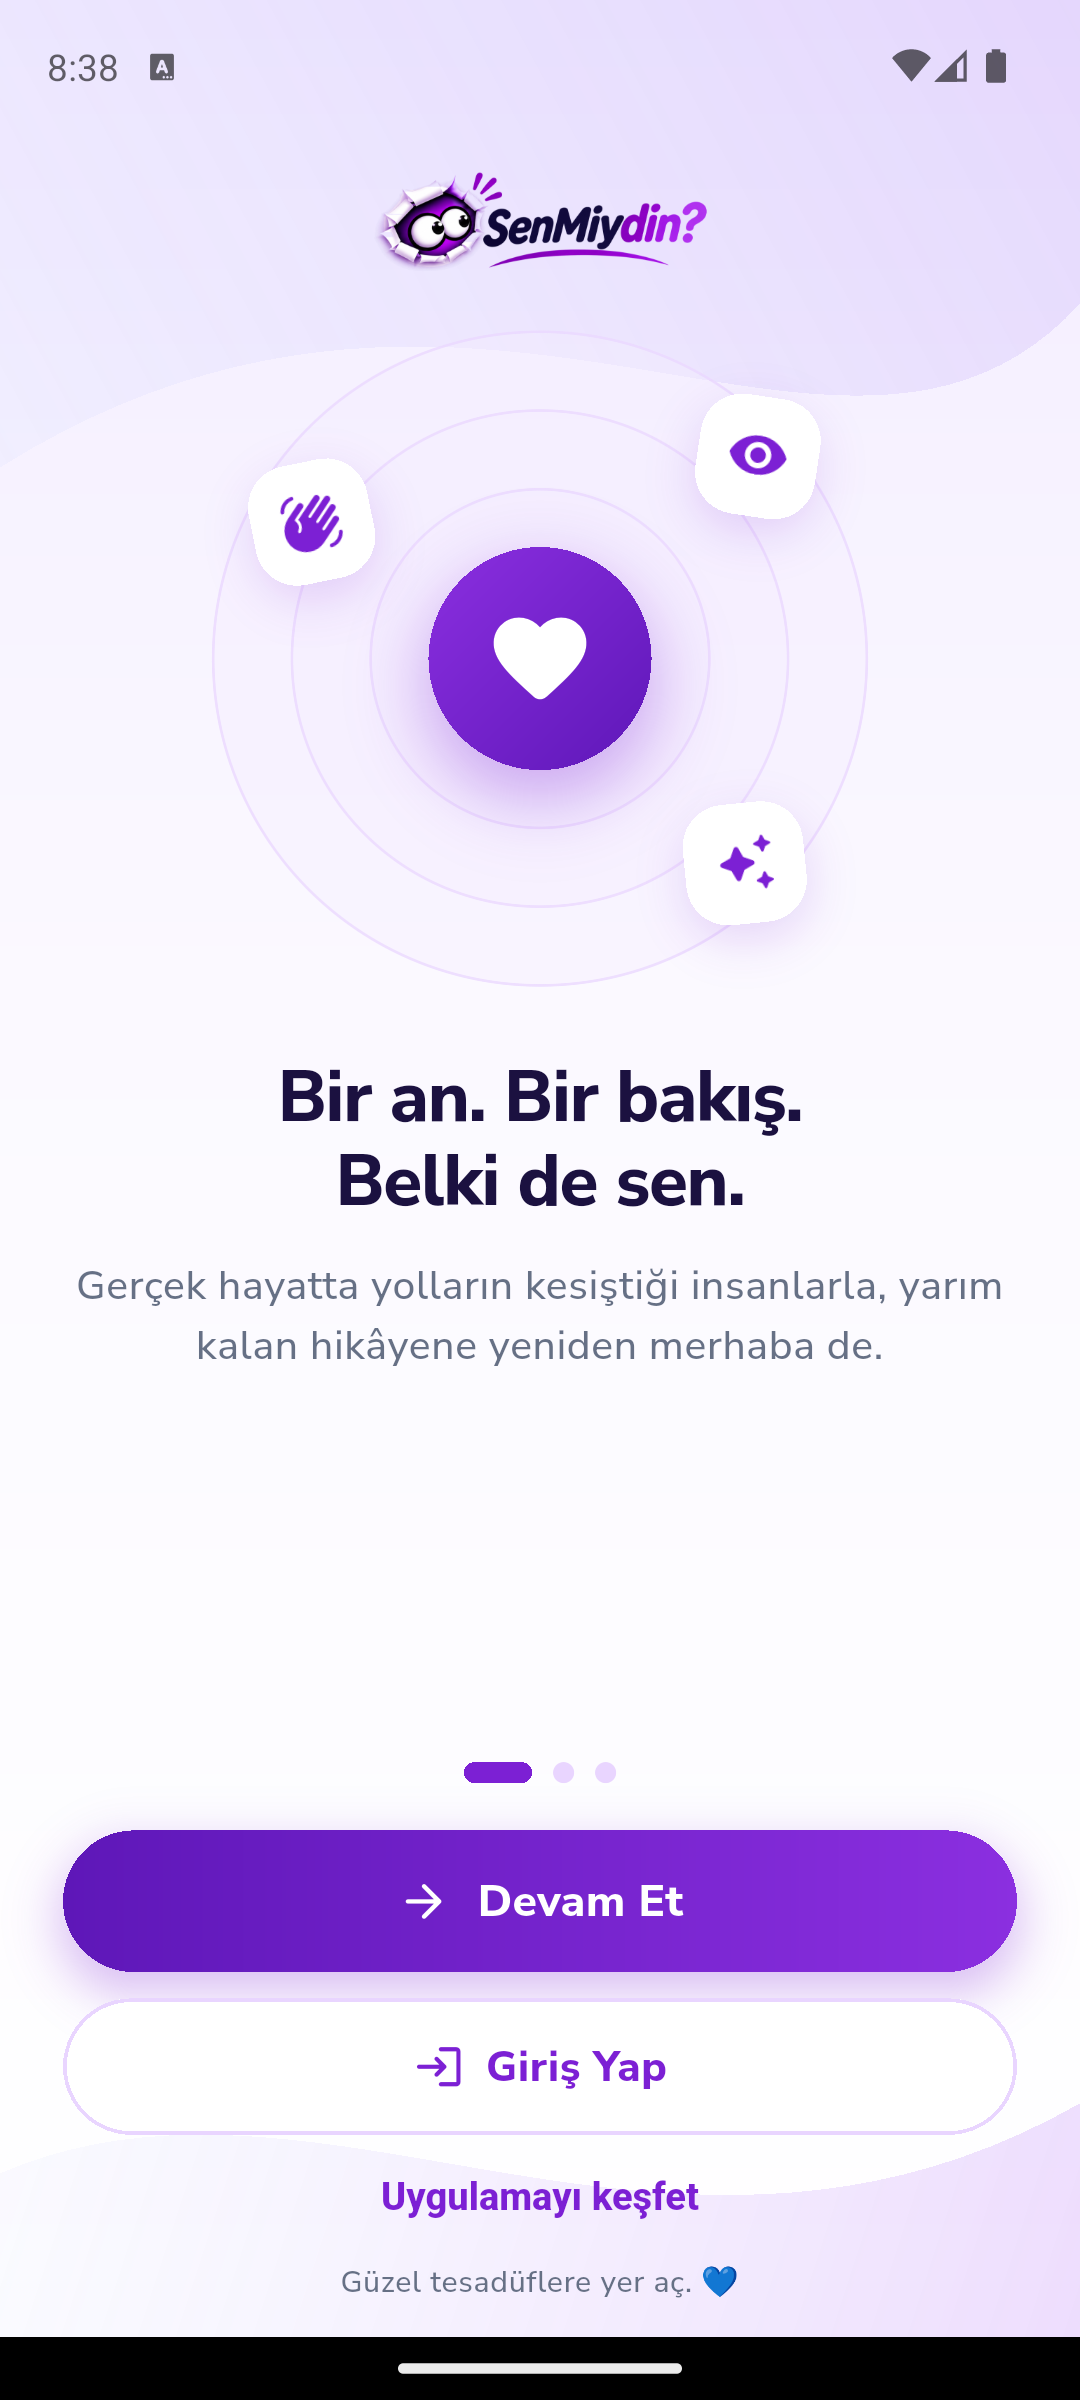 8:38
SenMiydin?
Bir an. Bir bakış.
Belki de sen.
Gerçek hayatta yolların kesiştiği insanlarla, yarım
kalan hikâyene yeniden merhaba de.
Devam Et
Giriş Yap
Uygulamayı keşfet
Güzel tesadüflere yer aç. 💙